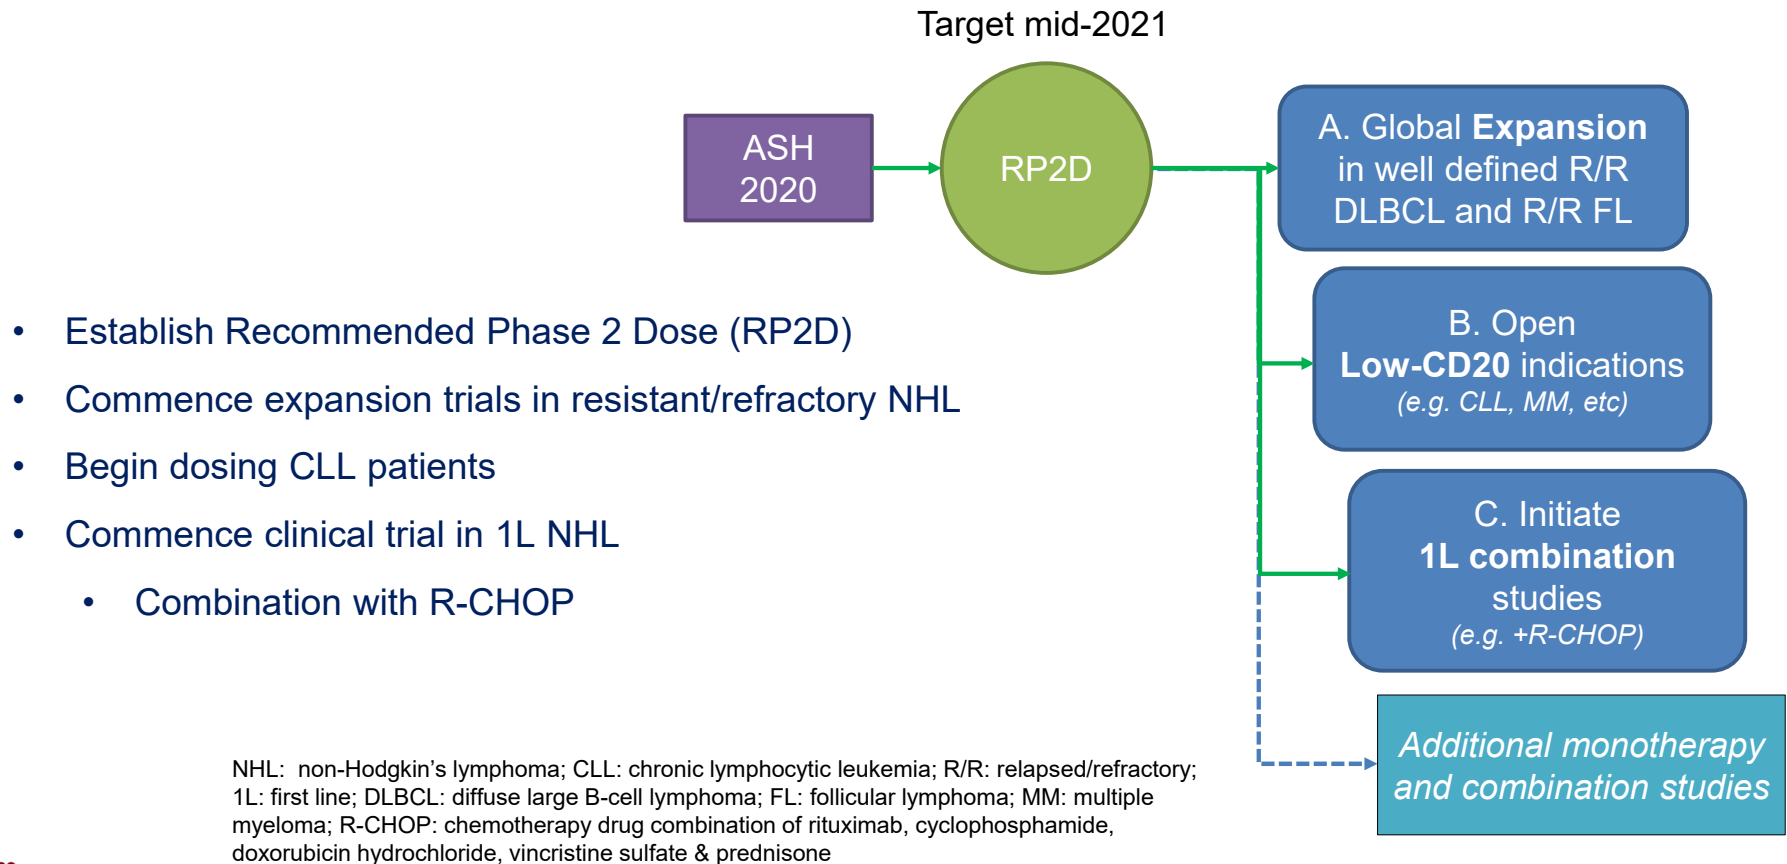 Target mid-2021
ASH
2020
RP2D
A. Global Expansion
in well defined R/R
DLBCL and R/R FL
B. Open
Low-CD20 indications
(e.g. CLL, MM, etc)
C. Initiate
1L combination
studies
(e.g. +R-CHOP)
Additional monotherapy
and combination studies
• Establish Recommended Phase 2 Dose (RP2D)
• Commence expansion trials in resistant/refractory NHL
• Begin dosing CLL patients
• Commence clinical trial in 1L NHL
• Combination with R-CHOP
NHL: non-Hodgkin's lymphoma; CLL: chronic lymphocytic leukemia; R/R: relapsed/refractory;
1L: first line; DLBCL: diffuse large B-cell lymphoma; FL: follicular lymphoma; MM: multiple
myeloma; R-CHOP: chemotherapy drug combination of rituximab, cyclophosphamide,
doxorubicin hydrochloride, vincristine sulfate & prednisone